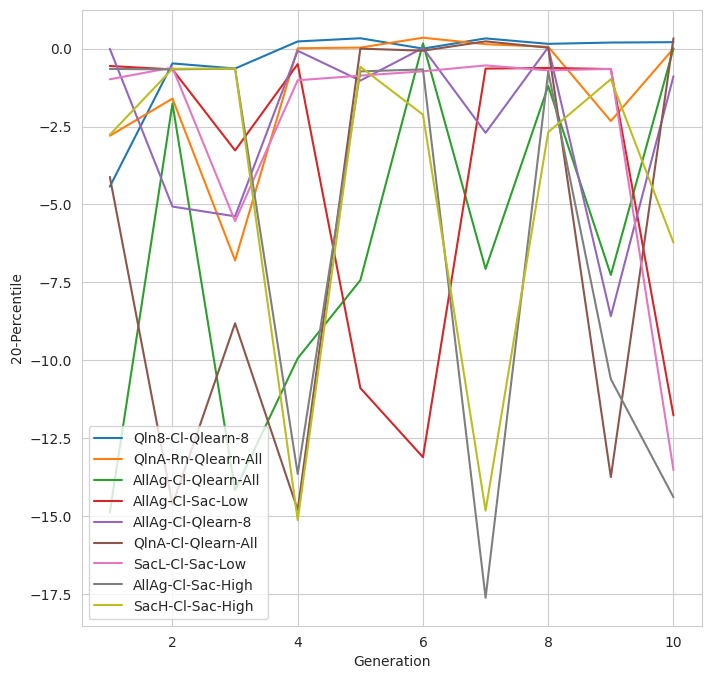 0.0
−2.5
−5.0
−7.5
−10.0
−12.5
−15.0
−17.5
20-Percentile
Qln8-Cl-Qlearn-8
QlnA-Rn-Qlearn-All
AllAg-Cl-Qlearn-All
AllAg-Cl-Sac-Low
AllAg-Cl-Qlearn-8
QlnA-Cl-Qlearn-All
SacL-Cl-Sac-Low
AllAg-Cl-Sac-High
SacH-Cl-Sac-High
2 4 6 8 10
Generation